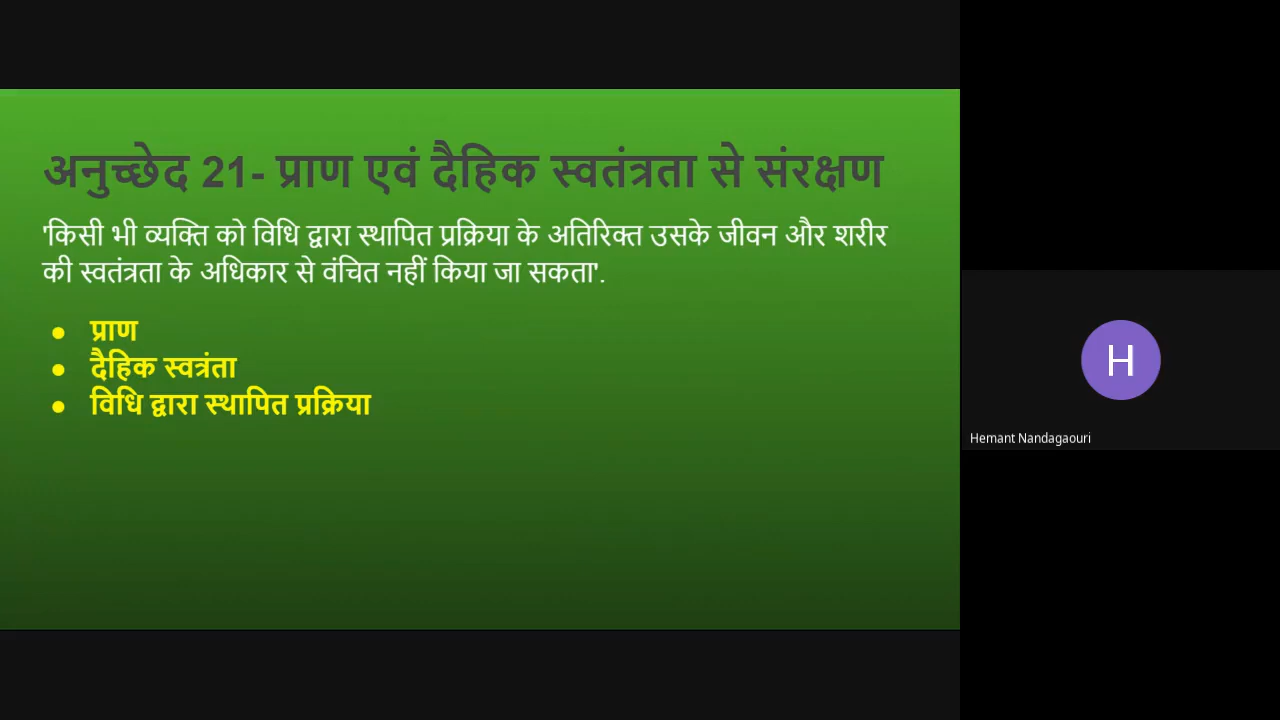 अनुच्छेद 21- प्राण एवं दैहिक स्वतंत्रता से संरक्षण
'किसी भी व्यक्ति को विधि द्वारा स्थापित प्रक्रिया के अतिरिक्त उसके जीवन और शरीर
की स्वतंत्रता के अधिकार से वंचित नहीं किया जा सकता'.
● प्राण
● दैहिक स्वत्रंता
● विधि द्वारा स्थापित प्रक्रिया
H
Hemant Nandagaouri